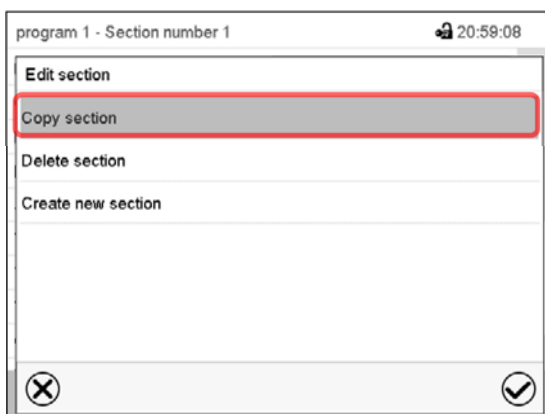 program 1 - Section number 1 20:59:08
Edit section
Copy section
Delete section
Create new section